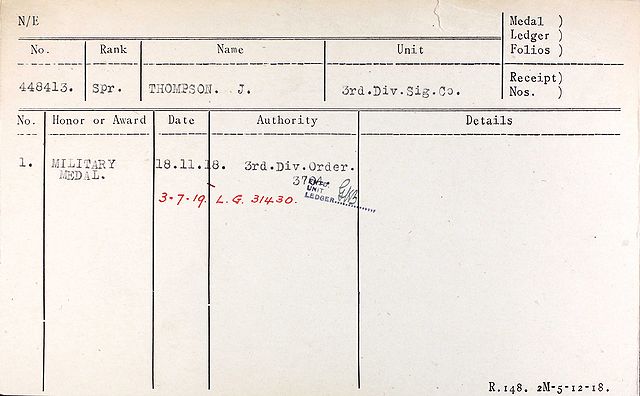 N/E
Medal )
Ledger )
Folios )
No. Rank Name Unit
Receipt)
Nos. )
448413. Spr. THOMPSON. J. 3rd.Div.Sig.Co.
No. Honor or Award Date Authority Details
1. MILITARY 18.11.18. 3rd.Div.Order.
MEDAL.
UNIT
LEDGER
3-7-19. L.G. 31430.
R.148. 2M-5-12-18.